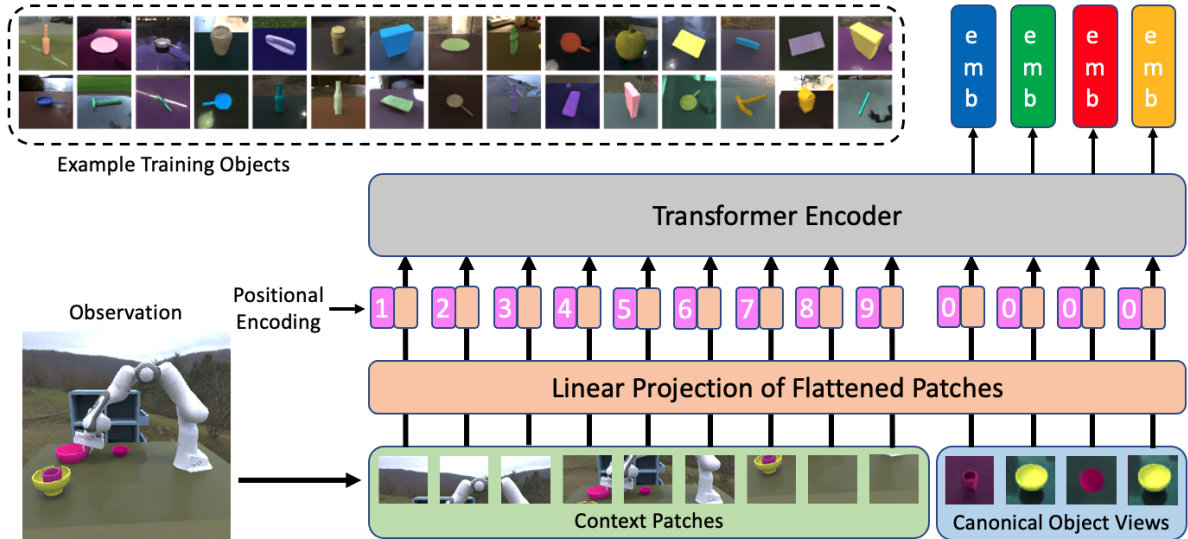 e e e e
m m m m
b b b b
Example Training Objects
Transformer Encoder
Positional
Encoding
1 2 3 4 5 6 7 8 9 0 0 0 0
Observation
Linear Projection of Flattened Patches
Context Patches
Canonical Object Views